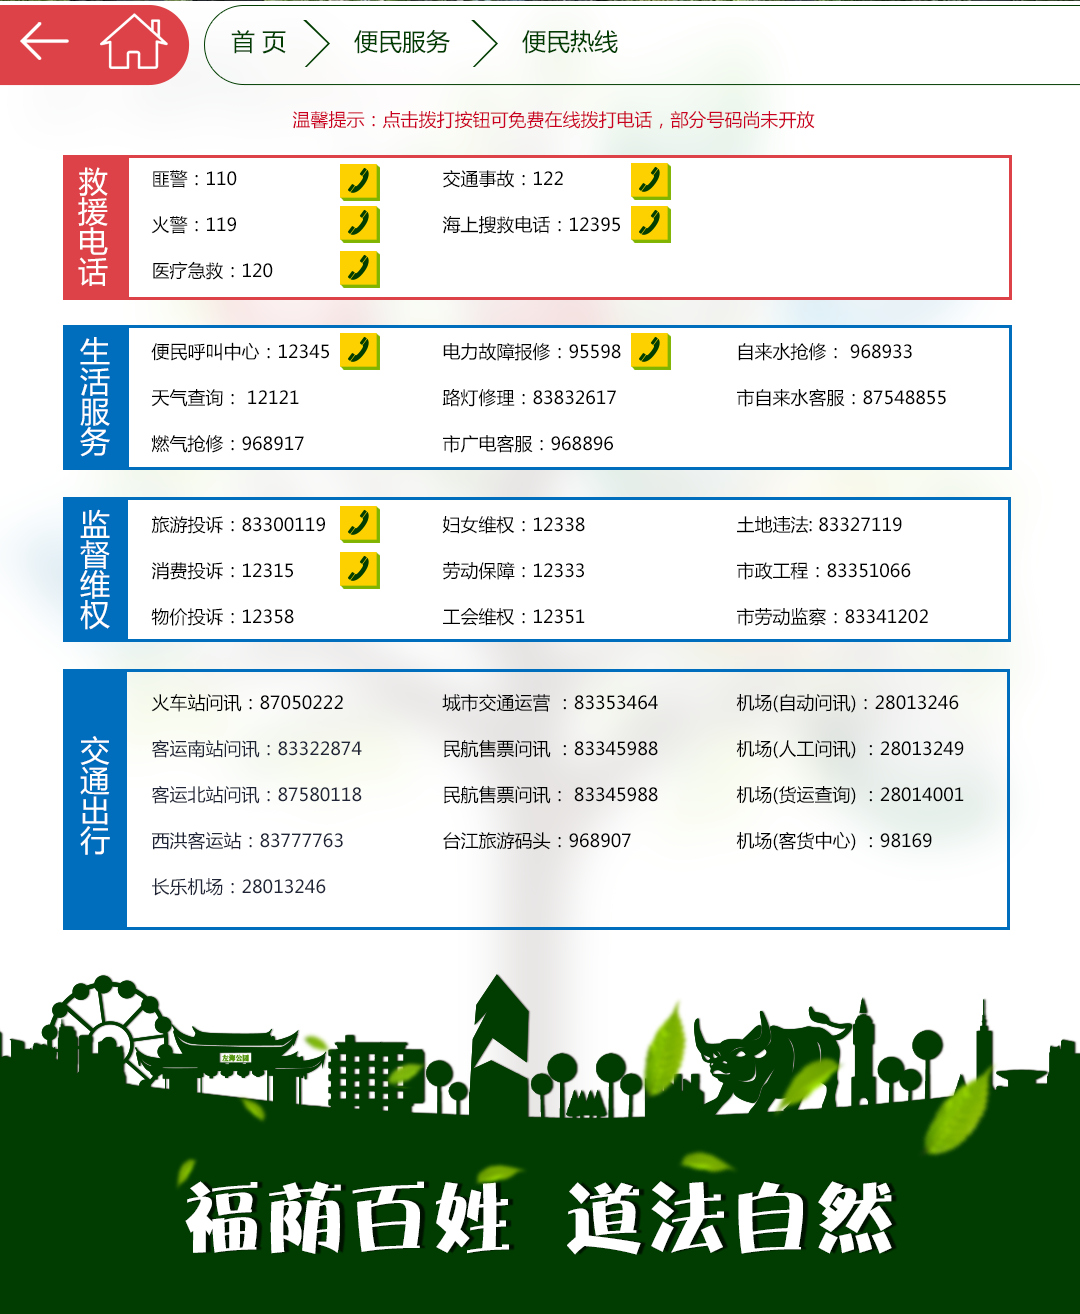 首 页
便民服务
便民热线
温馨提示：点击拨打按钮可免费在线拨打电话，部分号码尚未开放
救援电话
匪警：110
交通事故：122
火警：119
海上搜救电话：12395
医疗急救：120
生活服务
便民呼叫中心：12345
电力故障报修：95598
自来水抢修： 968933
天气查询： 12121
路灯修理：83832617
市自来水客服：87548855
燃气抢修：968917
市广电客服：968896
监督维权
旅游投诉：83300119
妇女维权：12338
土地违法: 83327119
消费投诉：12315
劳动保障：12333
市政工程：83351066
物价投诉：12358
工会维权：12351
市劳动监察：83341202
交通出行
火车站问讯：87050222
城市交通运营 ：83353464
机场(自动问讯)：28013246
客运南站问讯：83322874
民航售票问讯 ：83345988
机场(人工问讯) ：28013249
客运北站问讯：87580118
民航售票问讯： 83345988
机场(货运查询) ：28014001
西洪客运站：83777763
台江旅游码头：968907
机场(客货中心) ：98169
长乐机场：28013246
左海公园
福荫百姓 道法自然